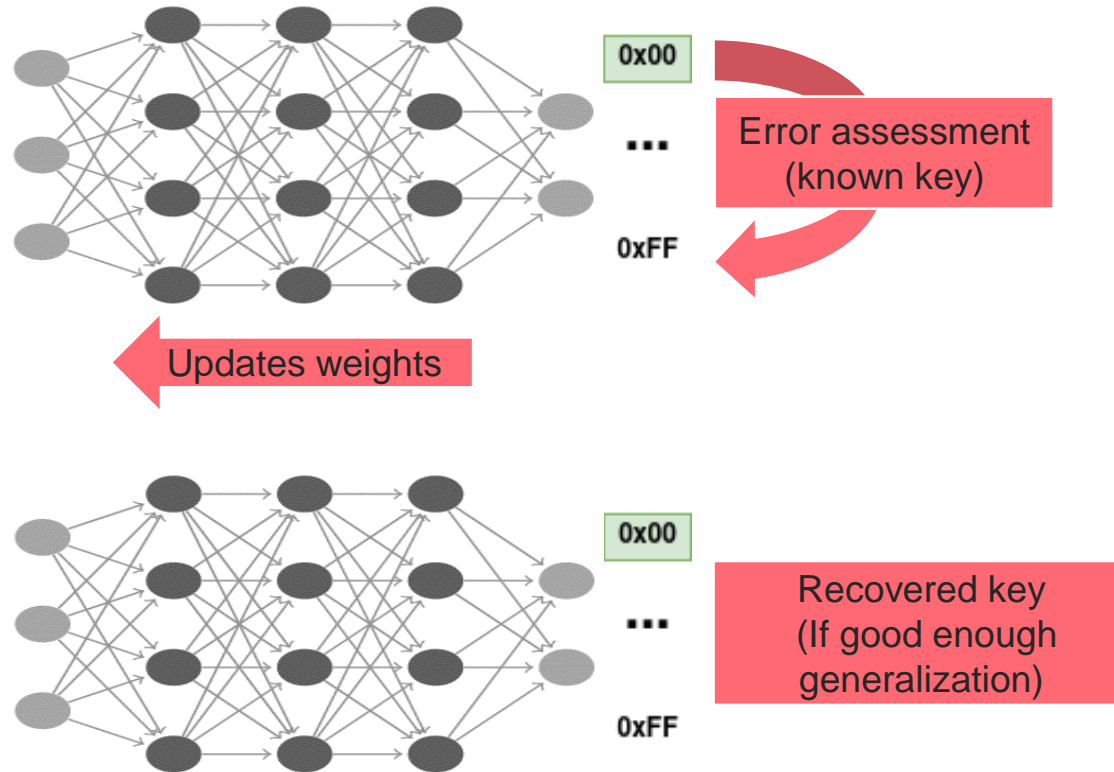 0x00
Error assessment
(known key)
...
0xFF
Updates weights
0x00
Recovered key
(If good enough
generalization)
...
0xFF